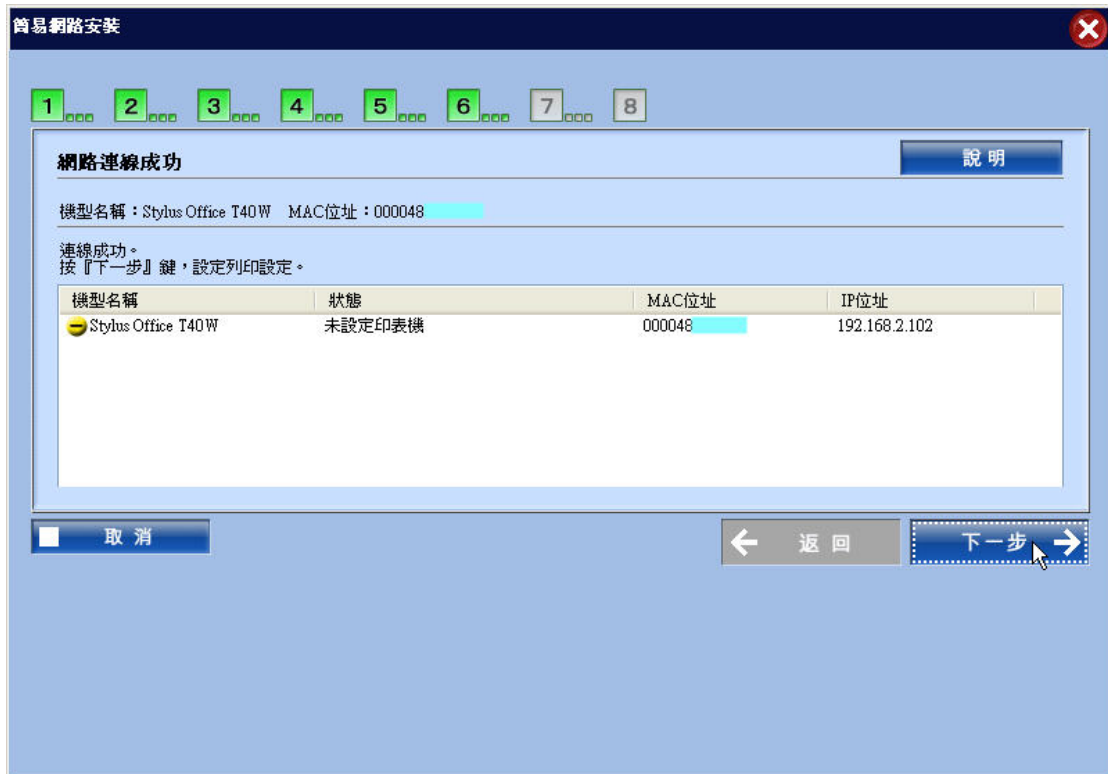 簡易網路安裝
1 2 3 4 5 6 7 8
網路連線成功 說明
機型名稱：Stylus Office T40W MAC位址：000048
連線成功。
按『下一步』鍵，設定列印設定。
機型名稱 狀態 MAC位址 IP位址
Stylus Office T40W 未設定印表機 000048 192.168.2.102
取消 返回 下一步